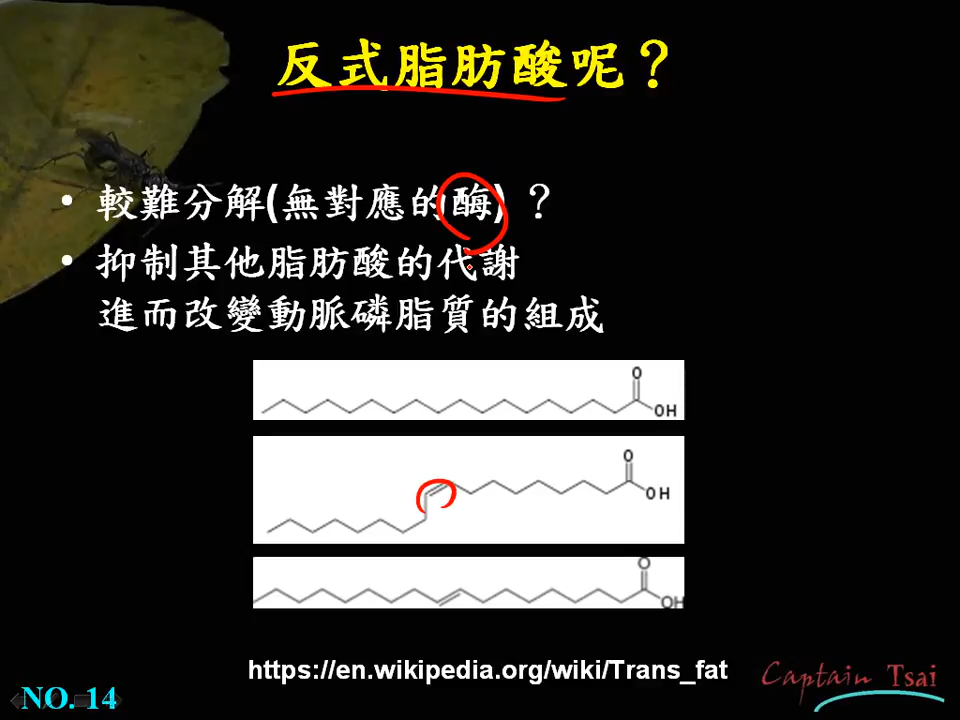 反式脂肪酸呢？
• 較難分解(無對應的酶)？
• 抑制其他脂肪酸的代謝
進而改變動脈磷脂質的組成
O
OH
O
OH
O
OH
https://en.wikipedia.org/wiki/Trans_fat
NO. 14
Captain Tsai